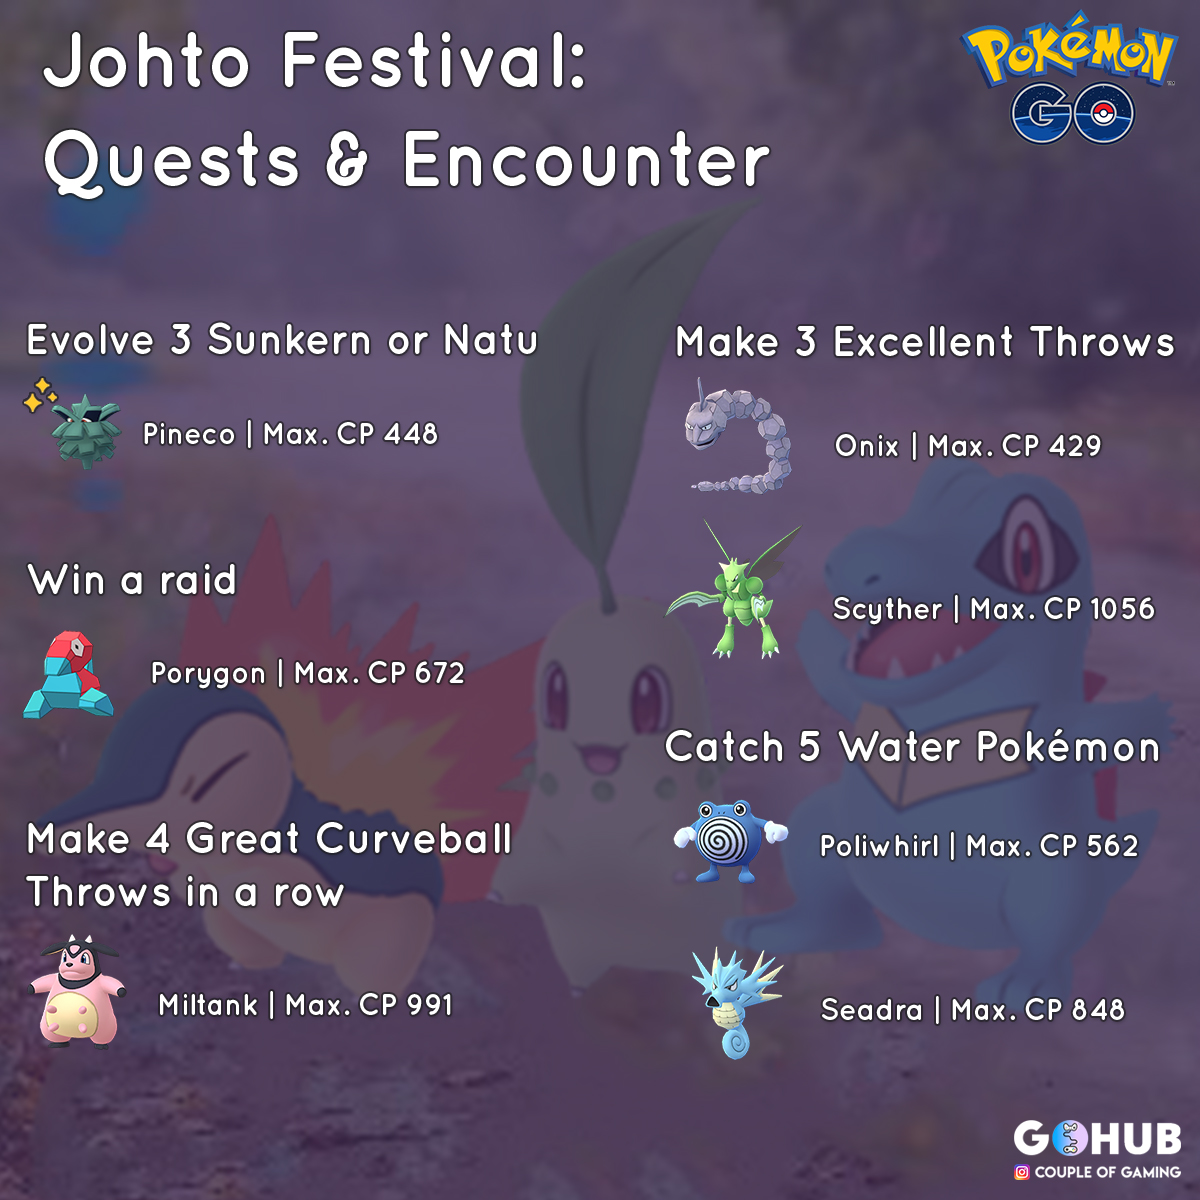 Johto Festival:
Quests & Encounter
POKÉMON
GO
Evolve 3 Sunkern or Natu
Pineco | Max. CP 448
Win a raid
Porygon | Max. CP 672
Make 4 Great Curveball
Throws in a row
Miltank | Max. CP 991
Make 3 Excellent Throws
Onix | Max. CP 429
Scyther | Max. CP 1056
Catch 5 Water Pokémon
Poliwhirl | Max. CP 562
Seadra | Max. CP 848
GOHUB
COUPLE OF GAMING